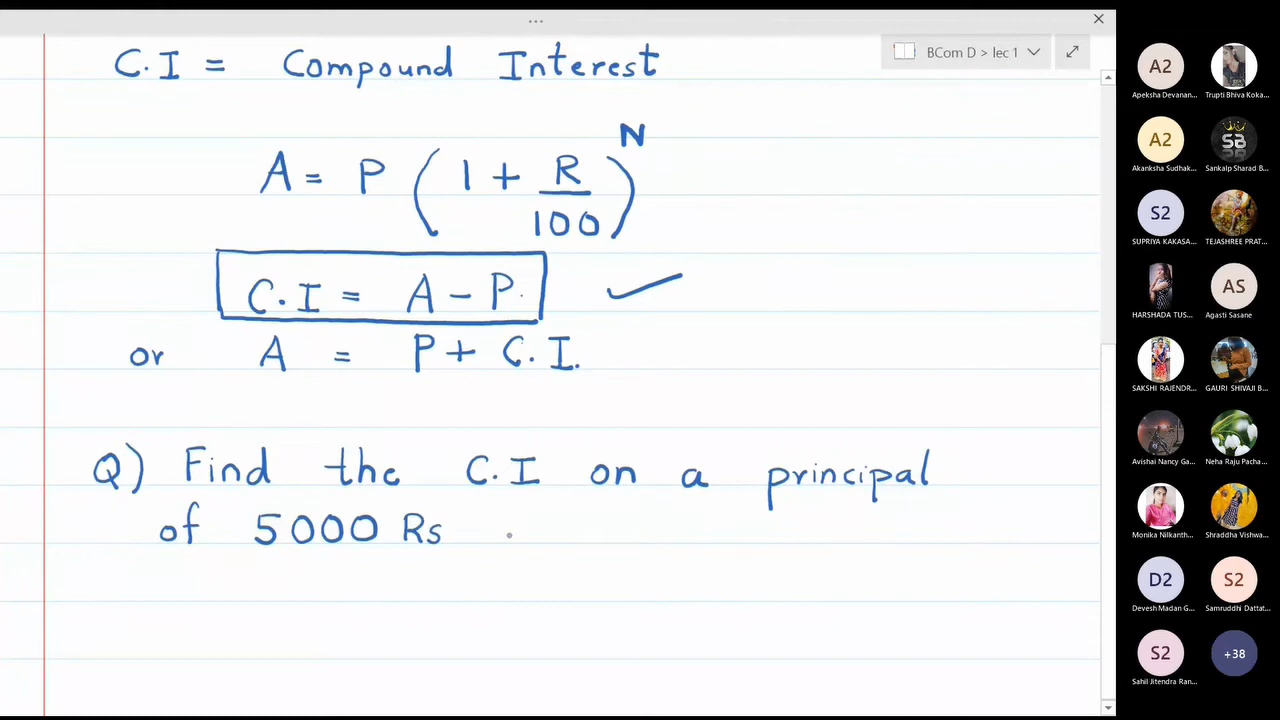 BCom D > lec 1
C.I = Compound Interest
A = P ( 1 + R/100 )^N
C.I = A - P.
or A = P + C.I.
Q) Find the C.I on a principal
of 5000 Rs
A2
Apeksha Devanan... Trupti Bhiva Koka...
A2 SB
Akanksha Sudhak... Sankalp Sharad B...
S2
SUPRIYA KAKASA... TEJASHREE PRAT...
AS
HARSHADA TUS... Agasti Sasane
SAKSHI RAJENDR... GAURI SHIVAJI B...
Avishai Nancy Ga... Neha Raju Pacha...
Monika Nilkanth... Shraddha Vishwa...
D2 S2
Devesh Madan G... Samruddhi Dattat...
S2 +38
Sahil Jitendra Ran...